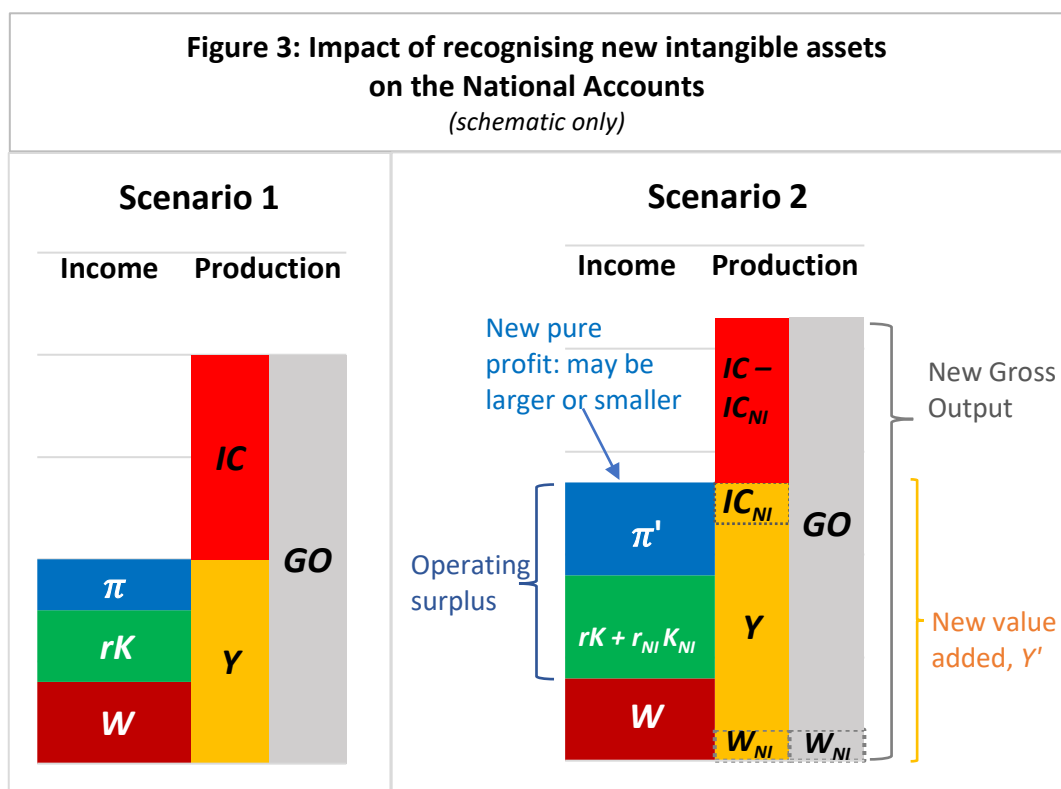 Figure 3: Impact of recognising new intangible assets
on the National Accounts
(schematic only)
Scenario 1
Income Production
IC
GO
π
rK
Y
W
Scenario 2
Income Production
New pure
profit: may be
larger or smaller
IC –
IC_NI
New Gross
Output
IC_NI
GO
π'
Operating
surplus
rK + r_NI K_NI
Y
New value
added, Y'
W
W_NI
W_NI